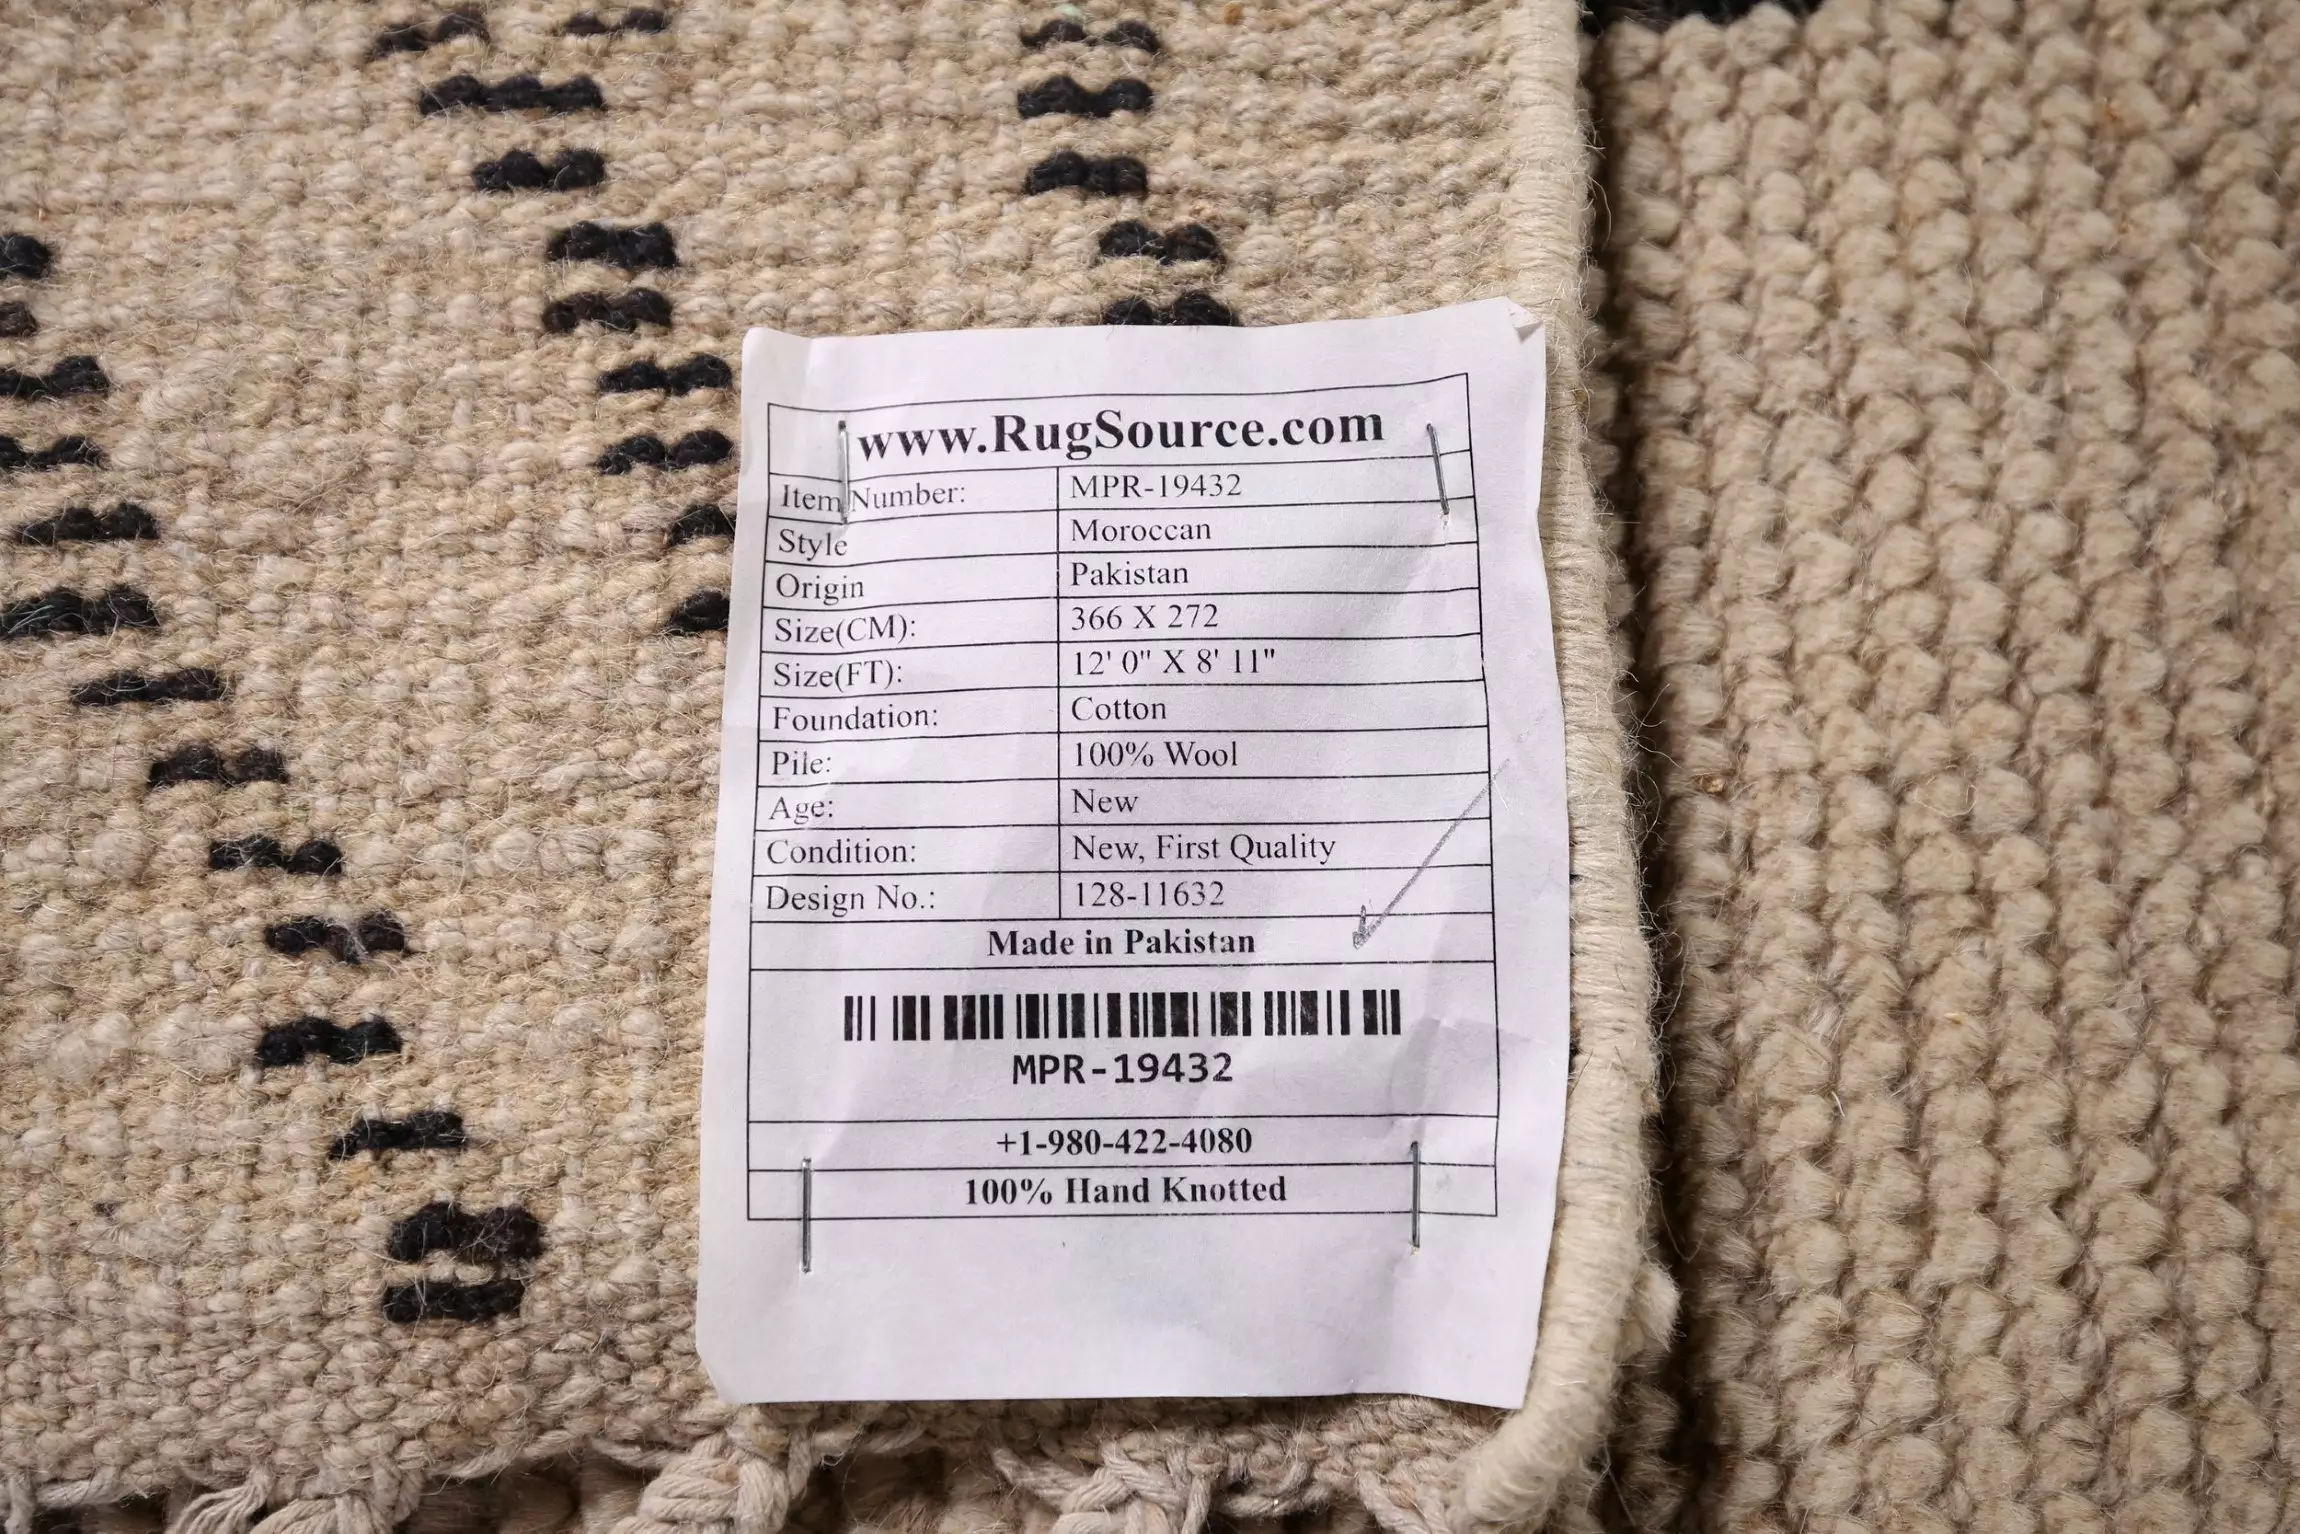 www.RugSource.com
Item Number: MPR-19432
Style Moroccan
Origin Pakistan
Size(CM): 366 X 272
Size(FT): 12' 0" X 8' 11"
Foundation: Cotton
Pile: 100% Wool
Age: New
Condition: New, First Quality
Design No.: 128-11632
Made in Pakistan
MPR-19432
+1-980-422-4080
100% Hand Knotted